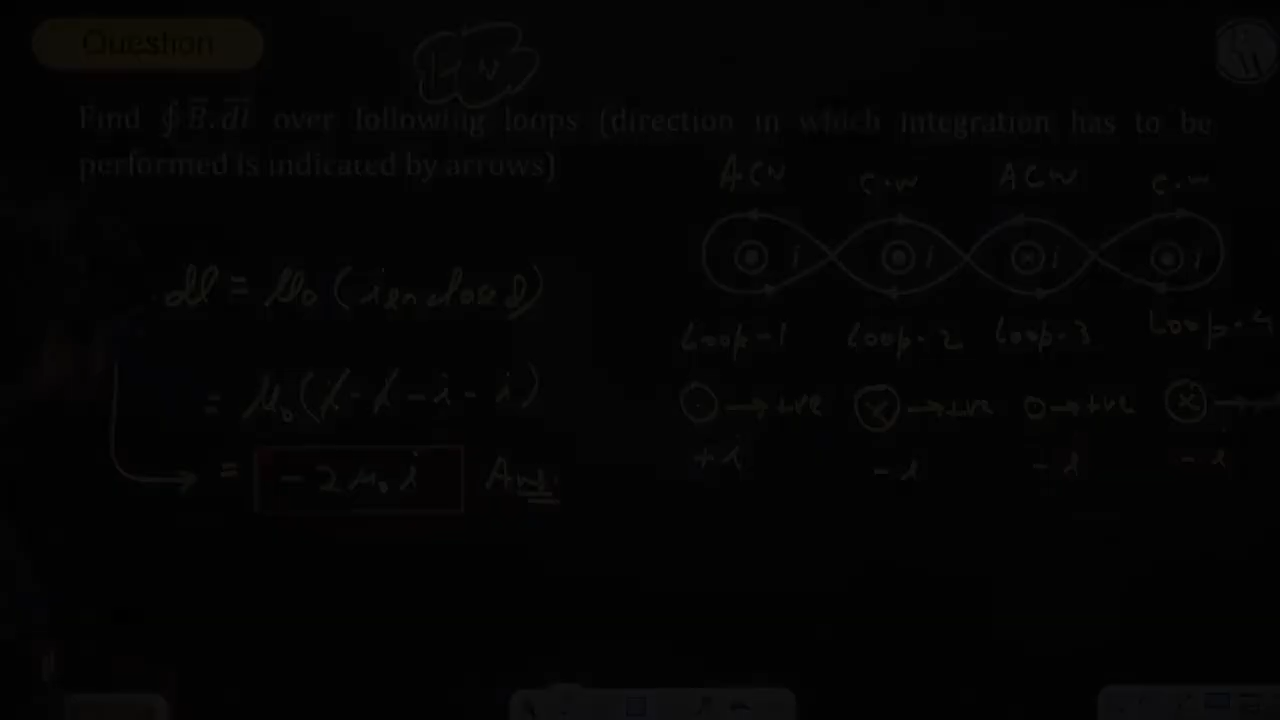 Question
H.W
Find ∮B̅.d̅l̅ over following loops (direction in which integration has to be
performed is indicated by arrows)
ACW C.W ACW C.W
i i i i
dl = μ₀ (i enclosed)
Loop-1 Loop-2 Loop-3 Loop-4
= μ₀ (i - i - i - i)
⊙ → +ve ⊗ → +ve ⊙ → +ve ⊗ →
+i -i -i -i
= -2μ₀i Ans.